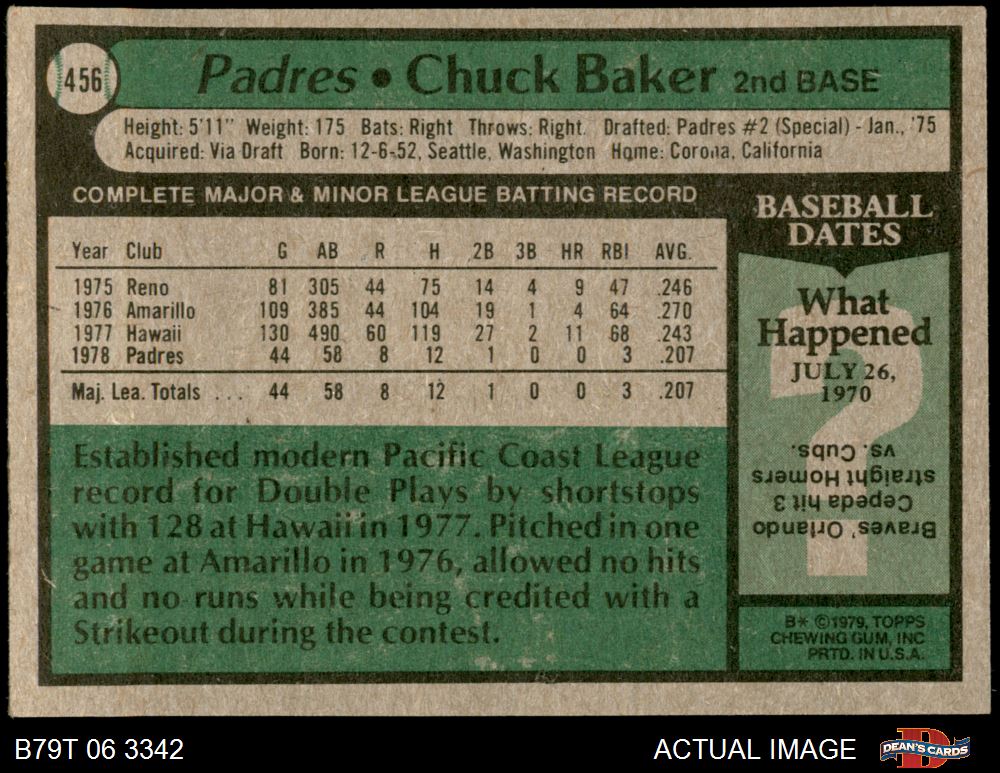 456
Padres • Chuck Baker 2nd BASE
Height: 5'11" Weight: 175 Bats: Right Throws: Right. Drafted: Padres #2 (Special) - Jan., '75
Acquired: Via Draft Born: 12-6-52, Seattle, Washington Home: Corona, California
COMPLETE MAJOR & MINOR LEAGUE BATTING RECORD
Year Club G AB R H 2B 3B HR RBI AVG.
1975 Reno 81 305 44 75 14 4 9 47 .246
1976 Amarillo 109 385 44 104 19 1 4 64 .270
1977 Hawaii 130 490 60 119 27 2 11 68 .243
1978 Padres 44 58 8 12 1 0 0 3 .207
Maj. Lea. Totals ... 44 58 8 12 1 0 0 3 .207
Established modern Pacific Coast League
record for Double Plays by shortstops
with 128 at Hawaii in 1977. Pitched in one
game at Amarillo in 1976, allowed no hits
and no runs while being credited with a
Strikeout during the contest.
BASEBALL
DATES
What
Happened
JULY 26,
1970
?
Braves' Orlando
Cepeda hit 3
straight Homers
vs. Cubs.
B* ©1979, TOPPS
CHEWING GUM, INC
PRTD. IN U.S.A.
B79T 06 3342
ACTUAL IMAGE
DEAN'S CARDS